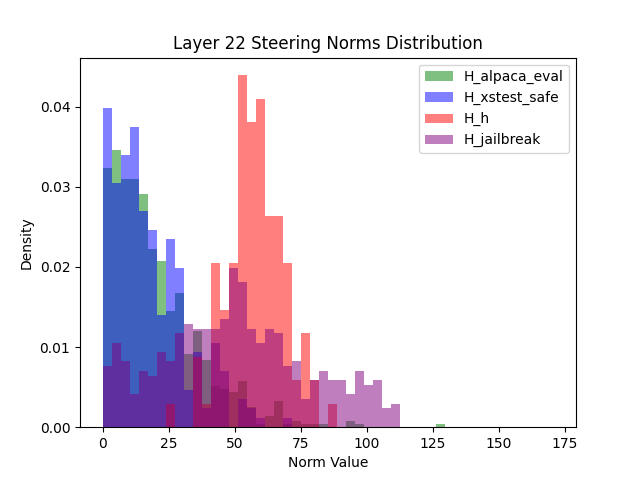 Layer 22 Steering Norms Distribution
H_alpaca_eval
H_xstest_safe
H_h
H_jailbreak
Density
0.04
0.03
0.02
0.01
0.00
0 25 50 75 100 125 150 175
Norm Value